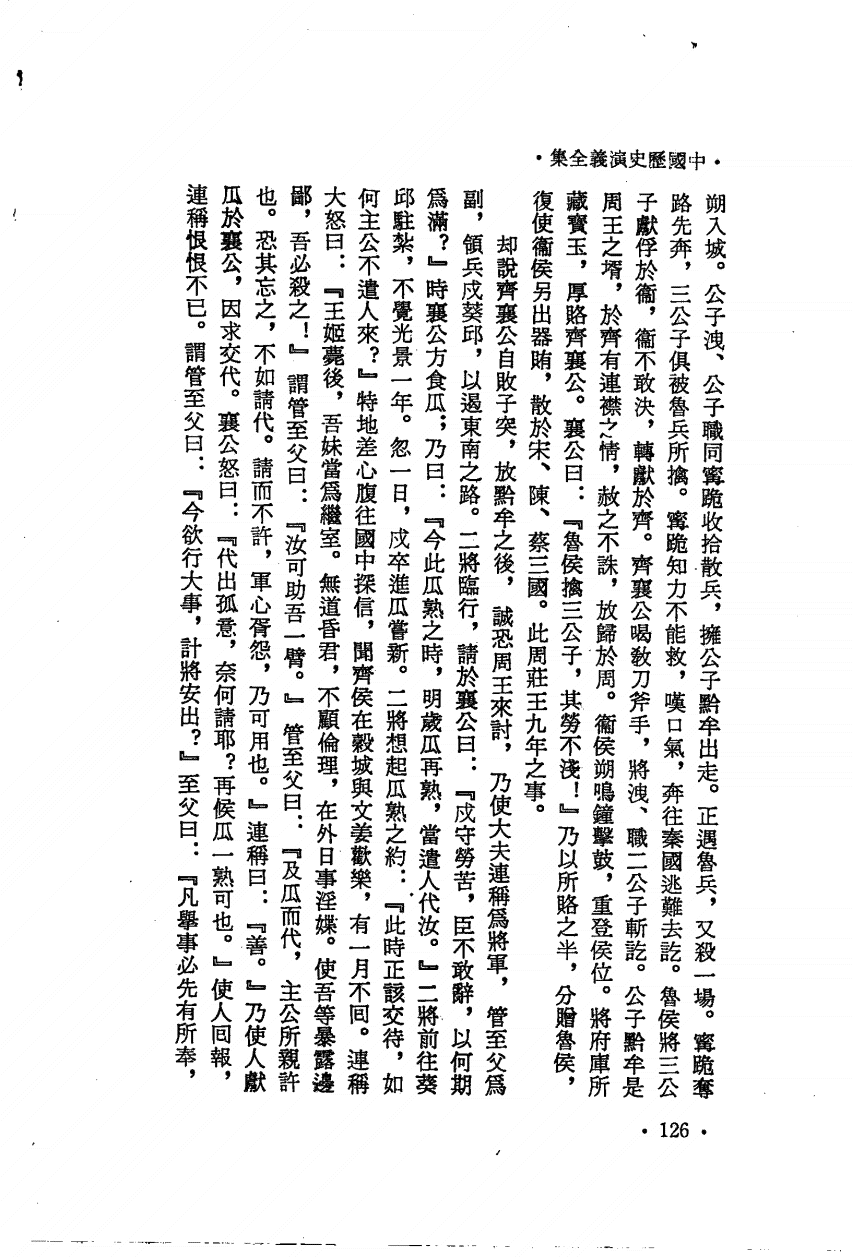 ·中國歷史演義全集·
朔入城。公子洩、公子職同甯跪收拾散兵，擁公子黔牟出走。正遇魯兵，又殺一場。甯跪奪
路先奔，三公子俱被魯兵所擒。甯跪知力不能救，嘆口氣，奔往秦國逃難去訖。魯侯將三公
子獻俘於衞，衞不敢決，轉獻於齊。齊襄公喝敎刀斧手，將洩、職二公子斬訖。公子黔牟是
周王之壻，於齊有連襟之情，赦之不誅，放歸於周。衞侯朔鳴鐘擊鼓，重登侯位。將府庫所
藏寶玉，厚賂齊襄公。襄公曰：『魯侯擒三公子，其勞不淺！』乃以所賂之半，分贈魯侯，
復使衞侯另出器賄，散於宋、陳、蔡三國。此周莊王九年之事。
却說齊襄公自敗子突，放黔牟之後，誠恐周王來討，乃使大夫連稱爲將軍，管至父爲
副，領兵戍葵邱，以遏東南之路。二將臨行，請於襄公曰：『戍守勞苦，臣不敢辭，以何期
爲滿？』時襄公方食瓜；乃曰：『今此瓜熟之時，明歲瓜再熟，當遣人代汝。』二將前往葵
邱駐紮，不覺光景一年。忽一日，戍卒進瓜嘗新。二將想起瓜熟之約：『此時正該交待，如
何主公不遣人來？』特地差心腹往國中探信，聞齊侯在穀城與文姜歡樂，有一月不囘。連稱
大怒曰：『王姬薨後，吾妹當爲繼室。無道昏君，不顧倫理，在外日事淫媟。使吾等暴露邊
鄙，吾必殺之！』謂管至父曰：『汝可助吾一臂。』管至父曰：『及瓜而代，主公所親許
也。恐其忘之，不如請代。請而不許，軍心胥怨，乃可用也。』連稱曰：『善。』乃使人獻
瓜於襄公，因求交代。襄公怒曰：『代出孤意，奈何請耶？再候瓜一熟可也。』使人囘報，
連稱恨恨不已。謂管至父曰：『今欲行大事，計將安出？』至父曰：『凡舉事必先有所奉，
·126·